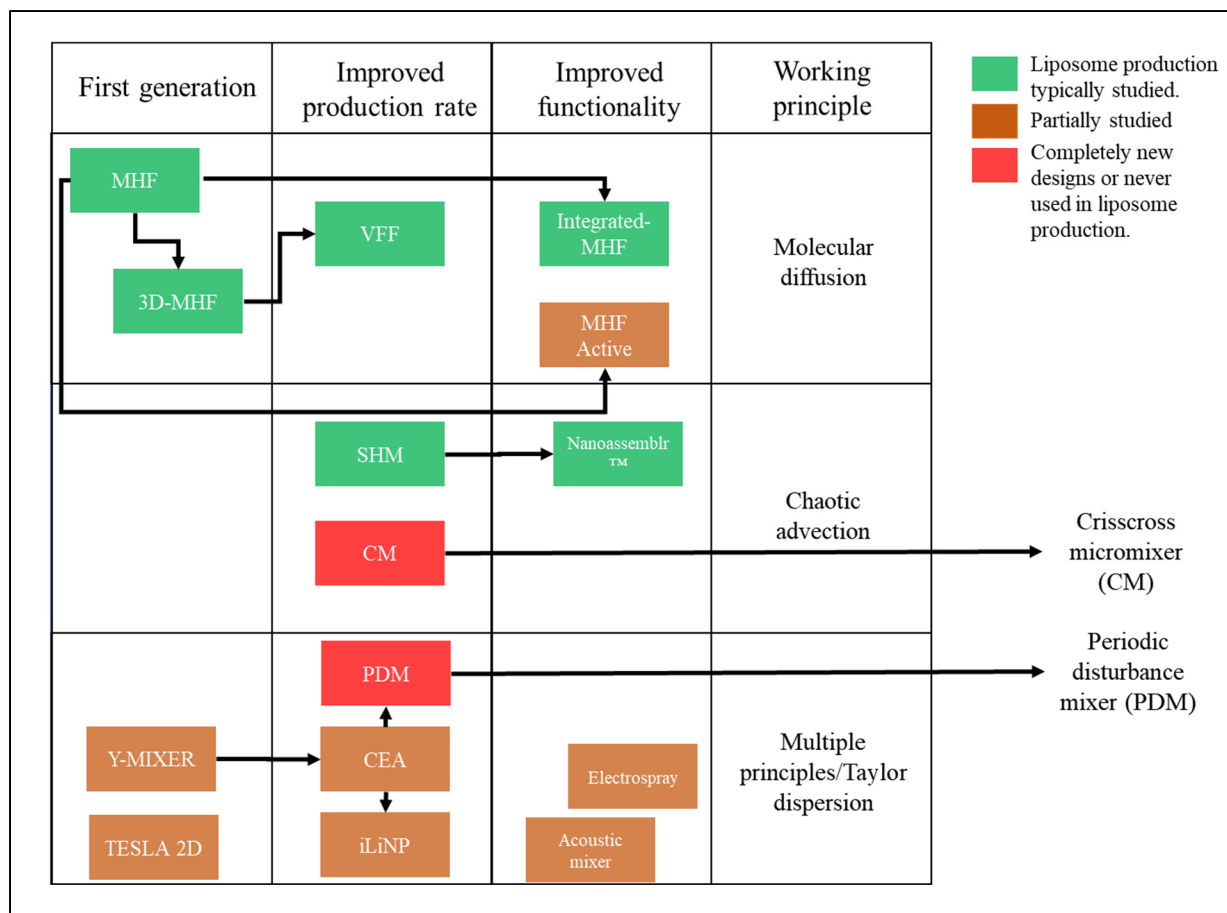 First generation
Improved
production rate
Improved
functionality
Working
principle
Liposome production
typically studied.
Partially studied
Completely new
designs or never
used in liposome
production.
MHF
VFF
Integrated-
MHF
3D-MHF
MHF
Active
Molecular
diffusion
SHM
Nanoassemblr
™
CM
Chaotic
advection
Crisscross
micromixer
(CM)
PDM
Periodic
disturbance
mixer (PDM)
Y-MIXER
CEA
Electrospray
Multiple
principles/Taylor
dispersion
TESLA 2D
iLiNP
Acoustic
mixer